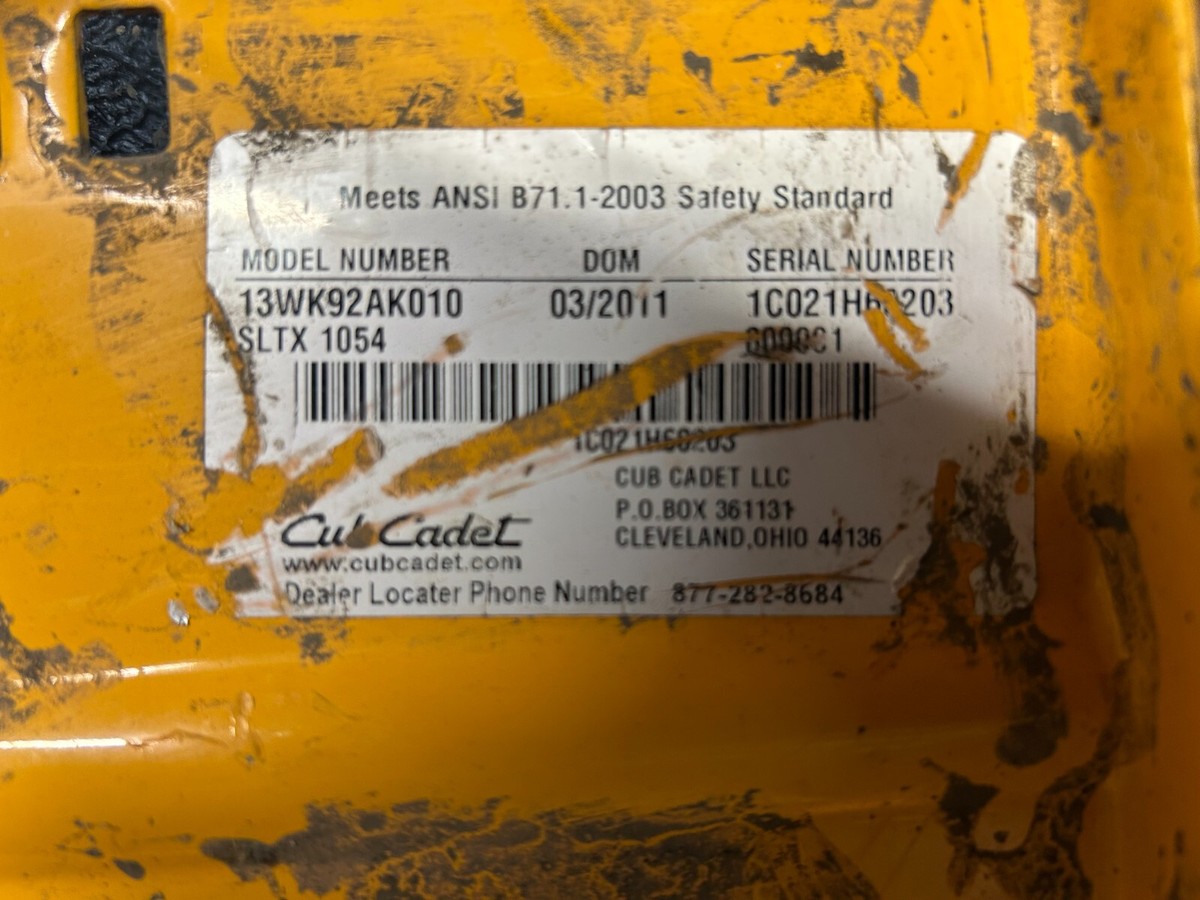 Meets ANSI B71.1-2003 Safety Standard
MODEL NUMBER DOM SERIAL NUMBER
13WK92AK010 03/2011
SLTX 1054
CUB CADET LLC
P.O.BOX 361131
CLEVELAND,OHIO 44136
Cub Cadet
www.cubcadet.com
Dealer Locater Phone Number 877-282-8684